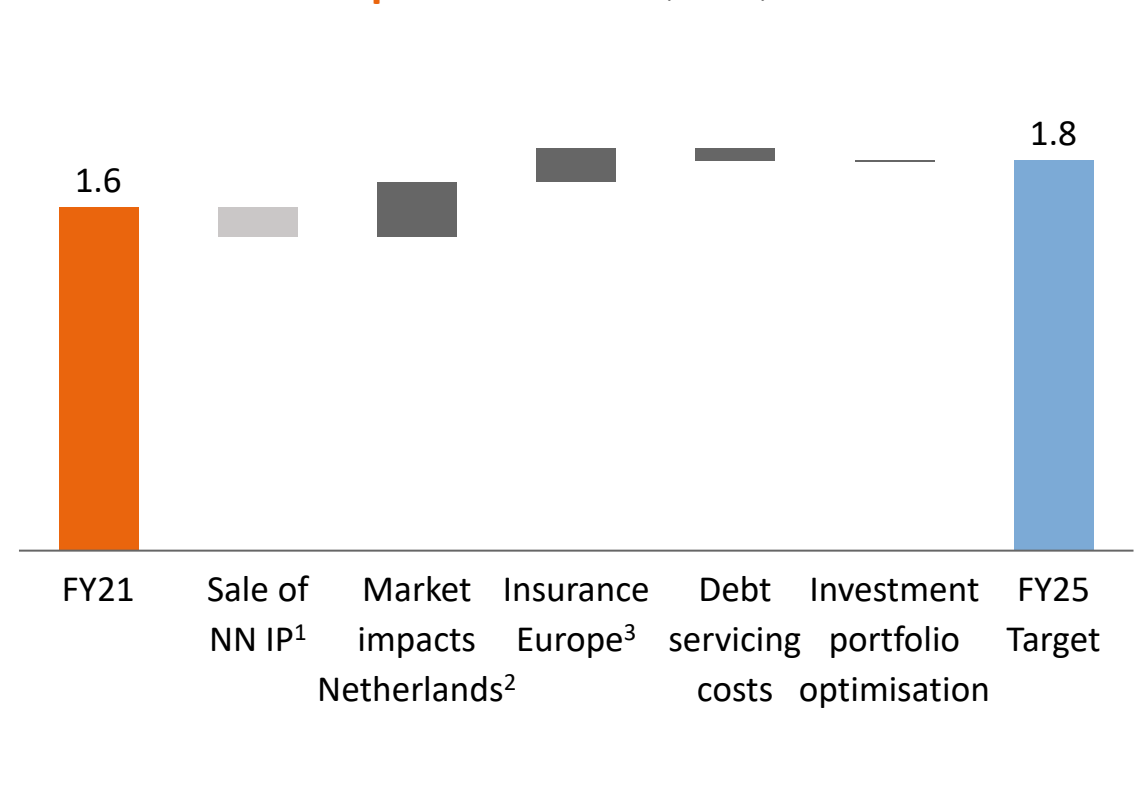 1.6
1.8
FY21
Sale of
NN IP¹
Market
impacts
Netherlands²
Insurance
Europe³
Debt
servicing
costs
Investment
portfolio
optimisation
FY25
Target